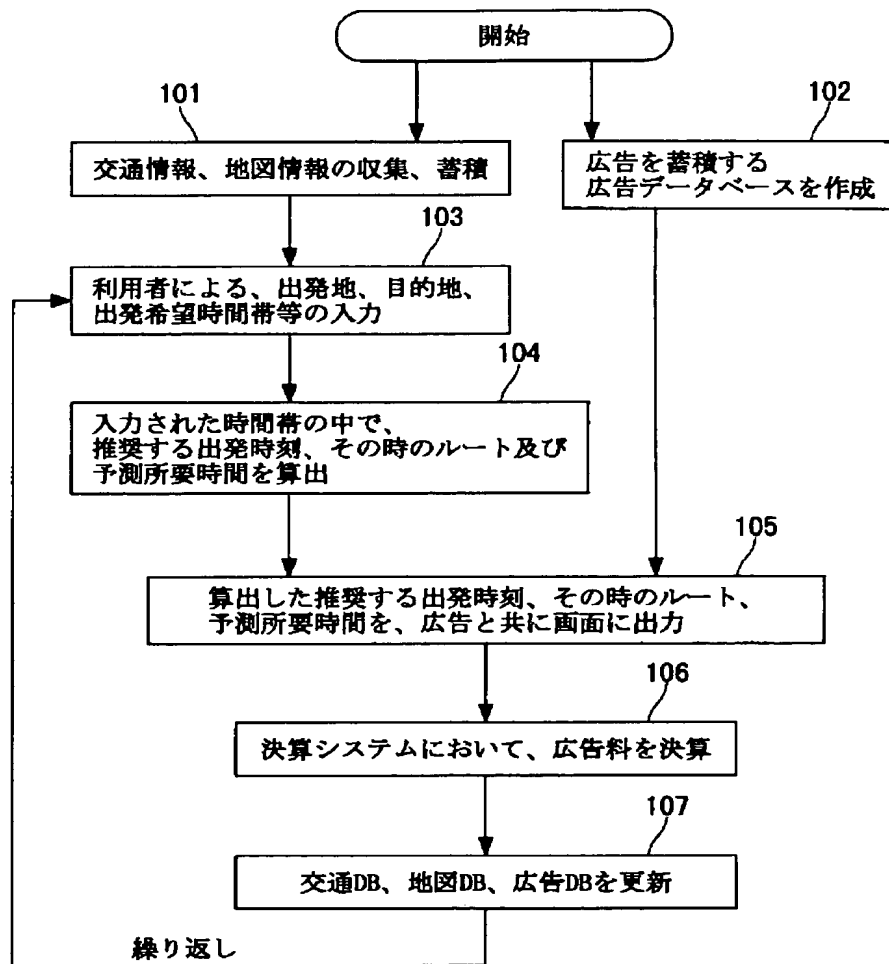 開始
101
交通情報、地図情報の収集、蓄積
102
広告を蓄積する
広告データベースを作成
103
利用者による、出発地、目的地、
出発希望時間帯等の入力
104
入力された時間帯の中で、
推奨する出発時刻、その時のルート及び
予測所要時間を算出
105
算出した推奨する出発時刻、その時のルート、
予測所要時間を、広告と共に画面に出力
106
決算システムにおいて、広告料を決算
107
交通DB、地図DB、広告DBを更新
繰り返し